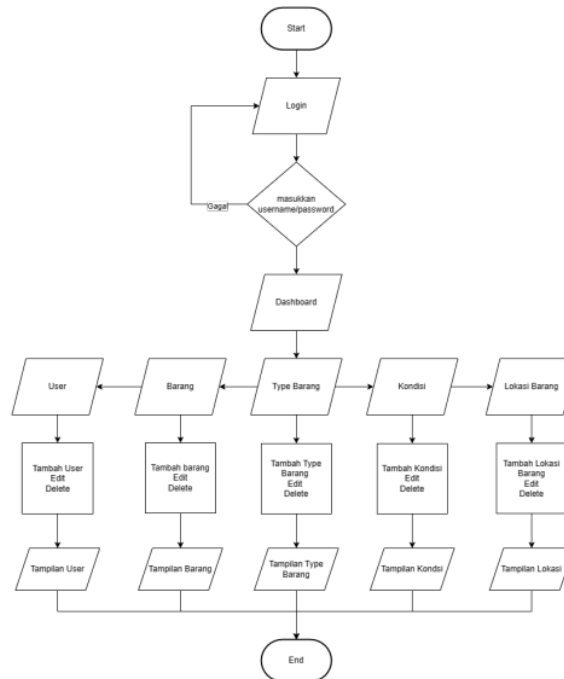 Start
Login
Gagal
masukkan
username/password
Dashboard
User
Barang
Type Barang
Kondisi
Lokasi Barang
Tambah User
Edit
Delete
Tambah barang
Edit
Delete
Tambah Type
Barang
Edit
Delete
Tambah Kondisi
Edit
Delete
Tambah Lokasi
Barang
Edit
Delete
Tampilan User
Tampilan Barang
Tampilan Type
Barang
Tampilan Kondsi
Tampilan Lokasi
End